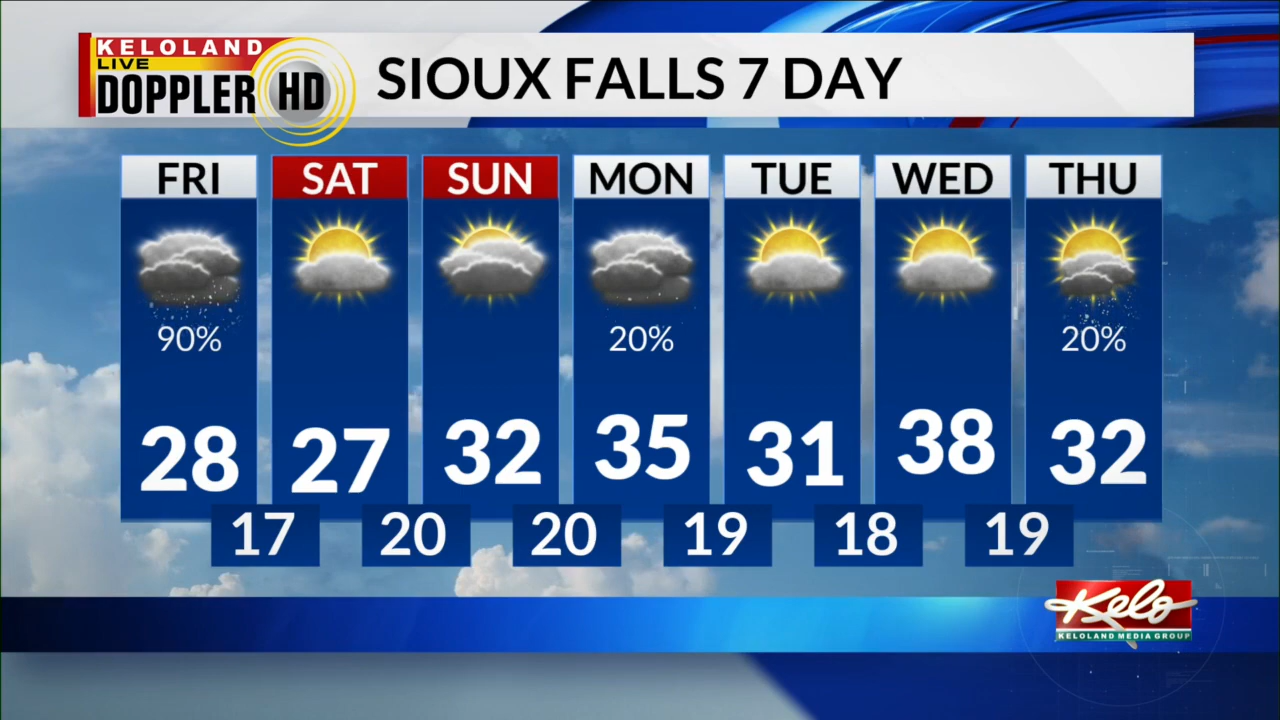 KELOLAND
LIVE
DOPPLER HD
SIOUX FALLS 7 DAY
FRI SAT SUN MON TUE WED THU
90% 20% 20%
28 27 32 35 31 38 32
17 20 20 19 18 19
Kelo
KELOLAND MEDIA GROUP